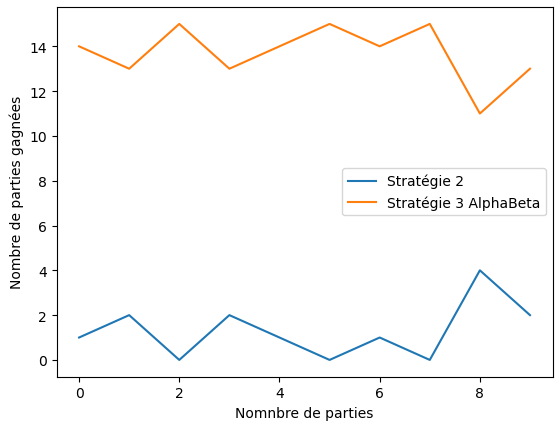 Nombre de parties gagnées
14
12
10
8
6
4
2
0
Stratégie 2
Stratégie 3 AlphaBeta
0 2 4 6 8
Nomnbre de parties